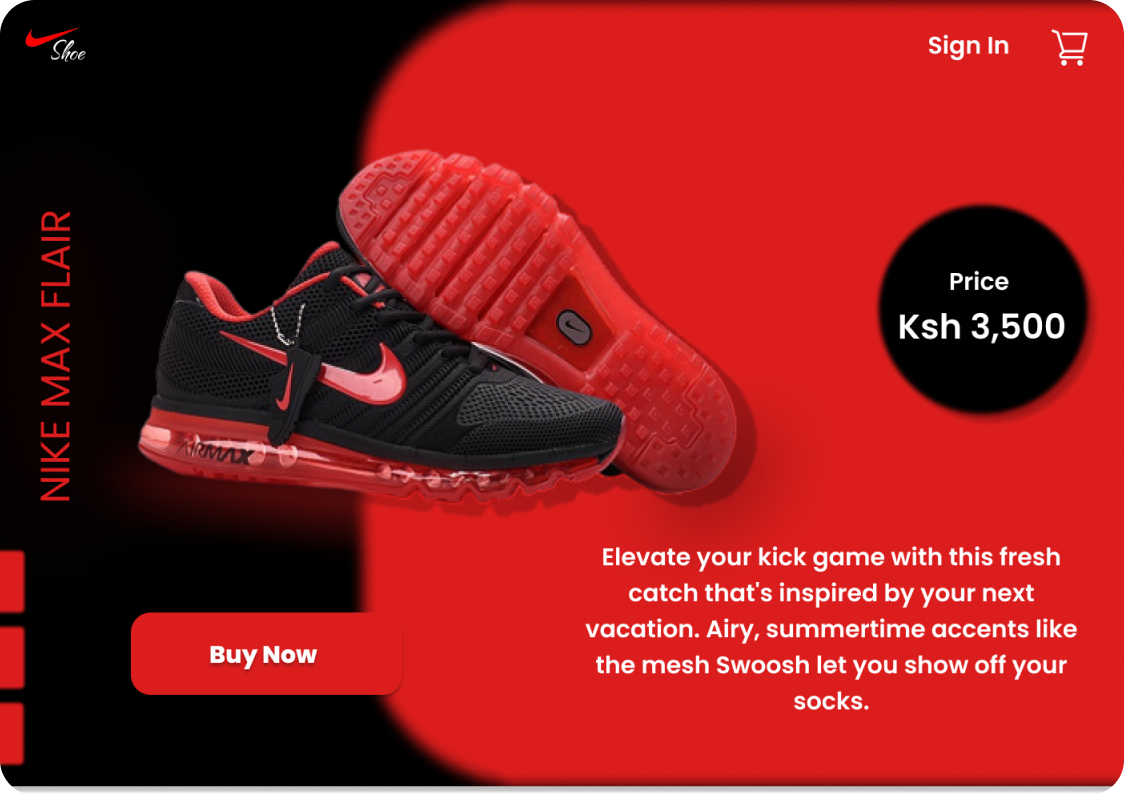 Shoe
Sign In
NIKE MAX FLAIR
Price
Ksh 3,500
AIRMAX
Elevate your kick game with this fresh
catch that's inspired by your next
vacation. Airy, summertime accents like
the mesh Swoosh let you show off your
socks.
Buy Now